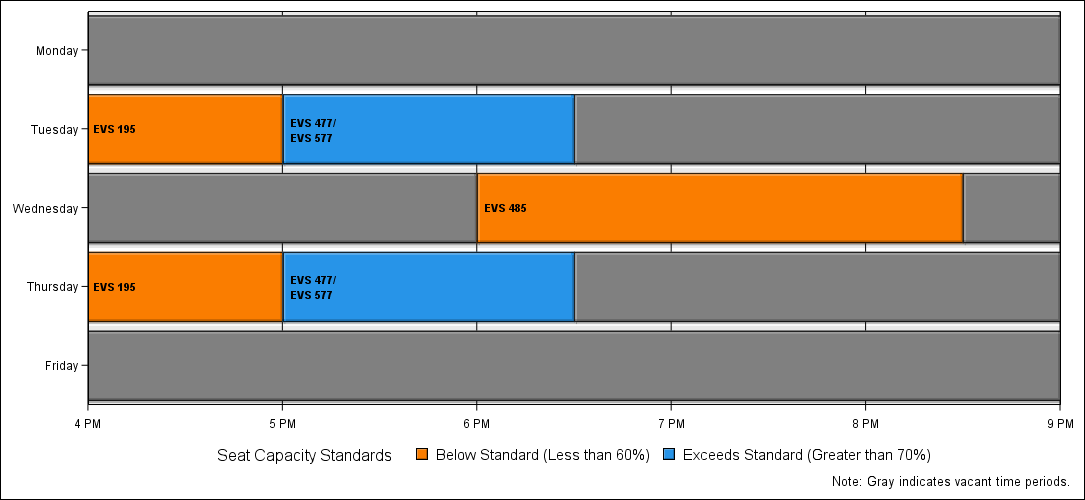 Monday
Tuesday
EVS 195
EVS 477/
EVS 577
Wednesday
EVS 485
Thursday
EVS 195
EVS 477/
EVS 577
Friday
4 PM 5 PM 6 PM 7 PM 8 PM 9 PM
Seat Capacity Standards Below Standard (Less than 60%) Exceeds Standard (Greater than 70%)
Note: Gray indicates vacant time periods.